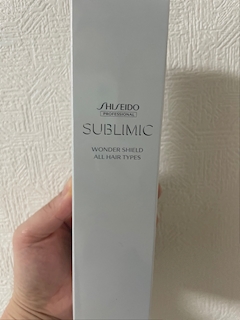 SHISEIDO
PROFESSIONAL
SUBLIMIC
WONDER SHIELD
ALL HAIR TYPES